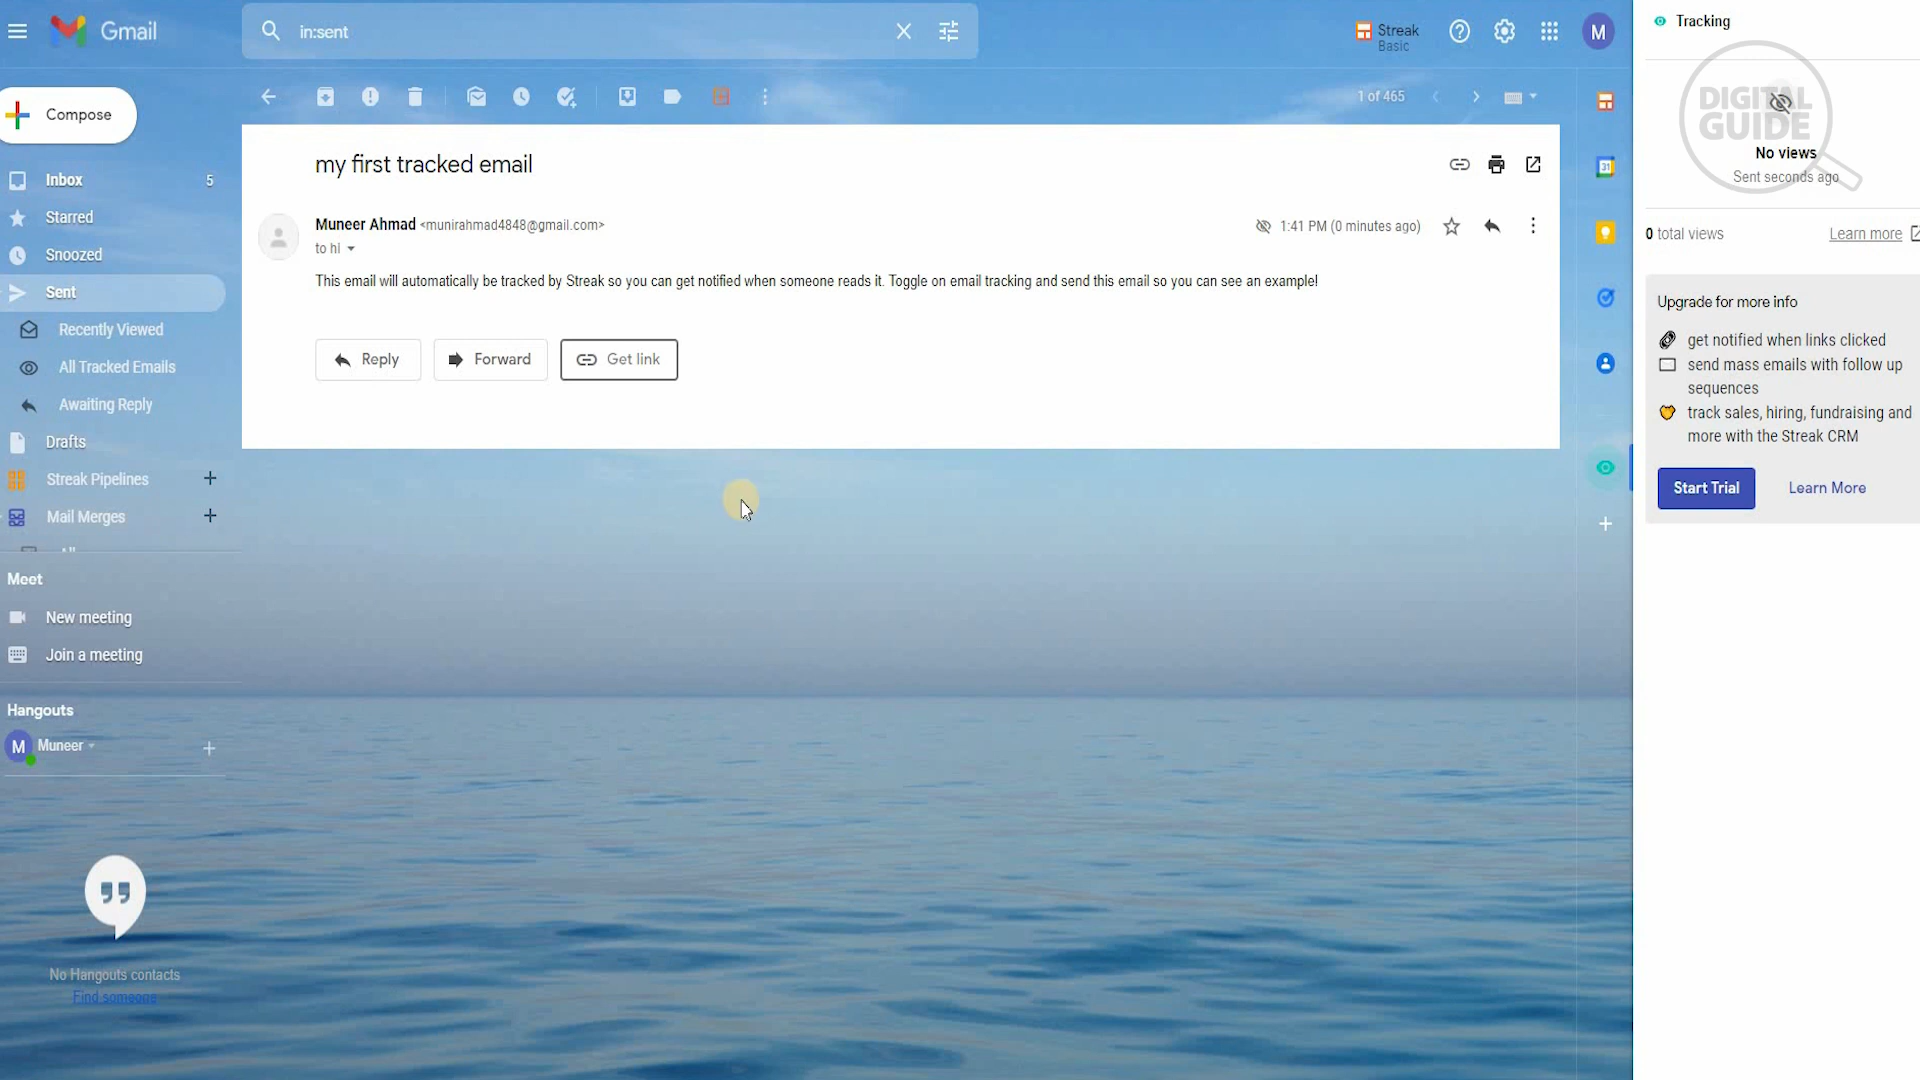 Gmail
in:sent
Streak
Basic
M
Tracking
Compose
1 of 465
DIGITAL
GUIDE
No views
Sent seconds ago
Inbox 5
Starred
Snoozed
Sent
Recently Viewed
All Tracked Emails
Awaiting Reply
Drafts
Streak Pipelines
Mail Merges
my first tracked email
Muneer Ahmad <munirahmad4848@gmail.com>
1:41 PM (0 minutes ago)
to hi
This email will automatically be tracked by Streak so you can get notified when someone reads it. Toggle on email tracking and send this email so you can see an example!
Reply
Forward
Get link
31
0 total views
Learn more
Upgrade for more info
get notified when links clicked
send mass emails with follow up
sequences
track sales, hiring, fundraising and
more with the Streak CRM
Start Trial
Learn More
Meet
New meeting
Join a meeting
Hangouts
M
Muneer
No Hangouts contacts
Find someone